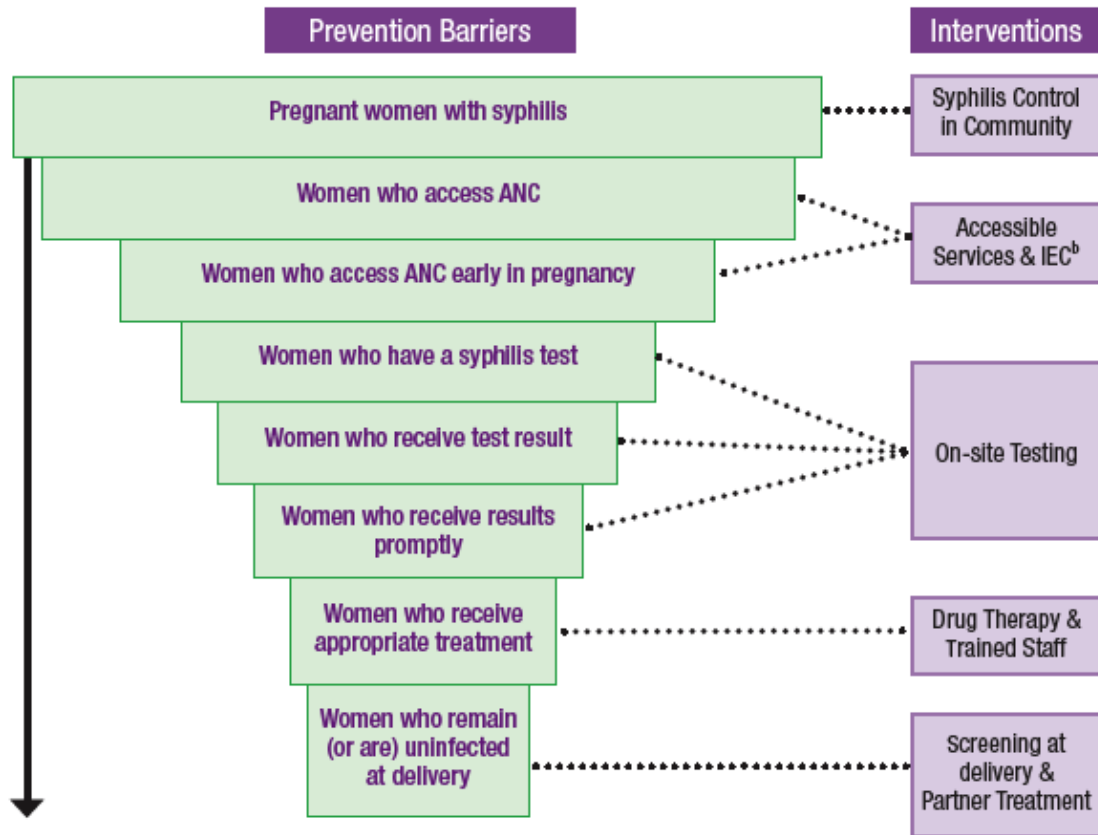 Prevention Barriers
Interventions
Pregnant women with syphilis
Syphilis Control
in Community
Women who access ANC
Accessible
Services & IECᵇ
Women who access ANC early in pregnancy
Women who have a syphilis test
Women who receive test result
On-site Testing
Women who receive results
promptly
Women who receive
appropriate treatment
Drug Therapy &
Trained Staff
Women who remain
(or are) uninfected
at delivery
Screening at
delivery &
Partner Treatment